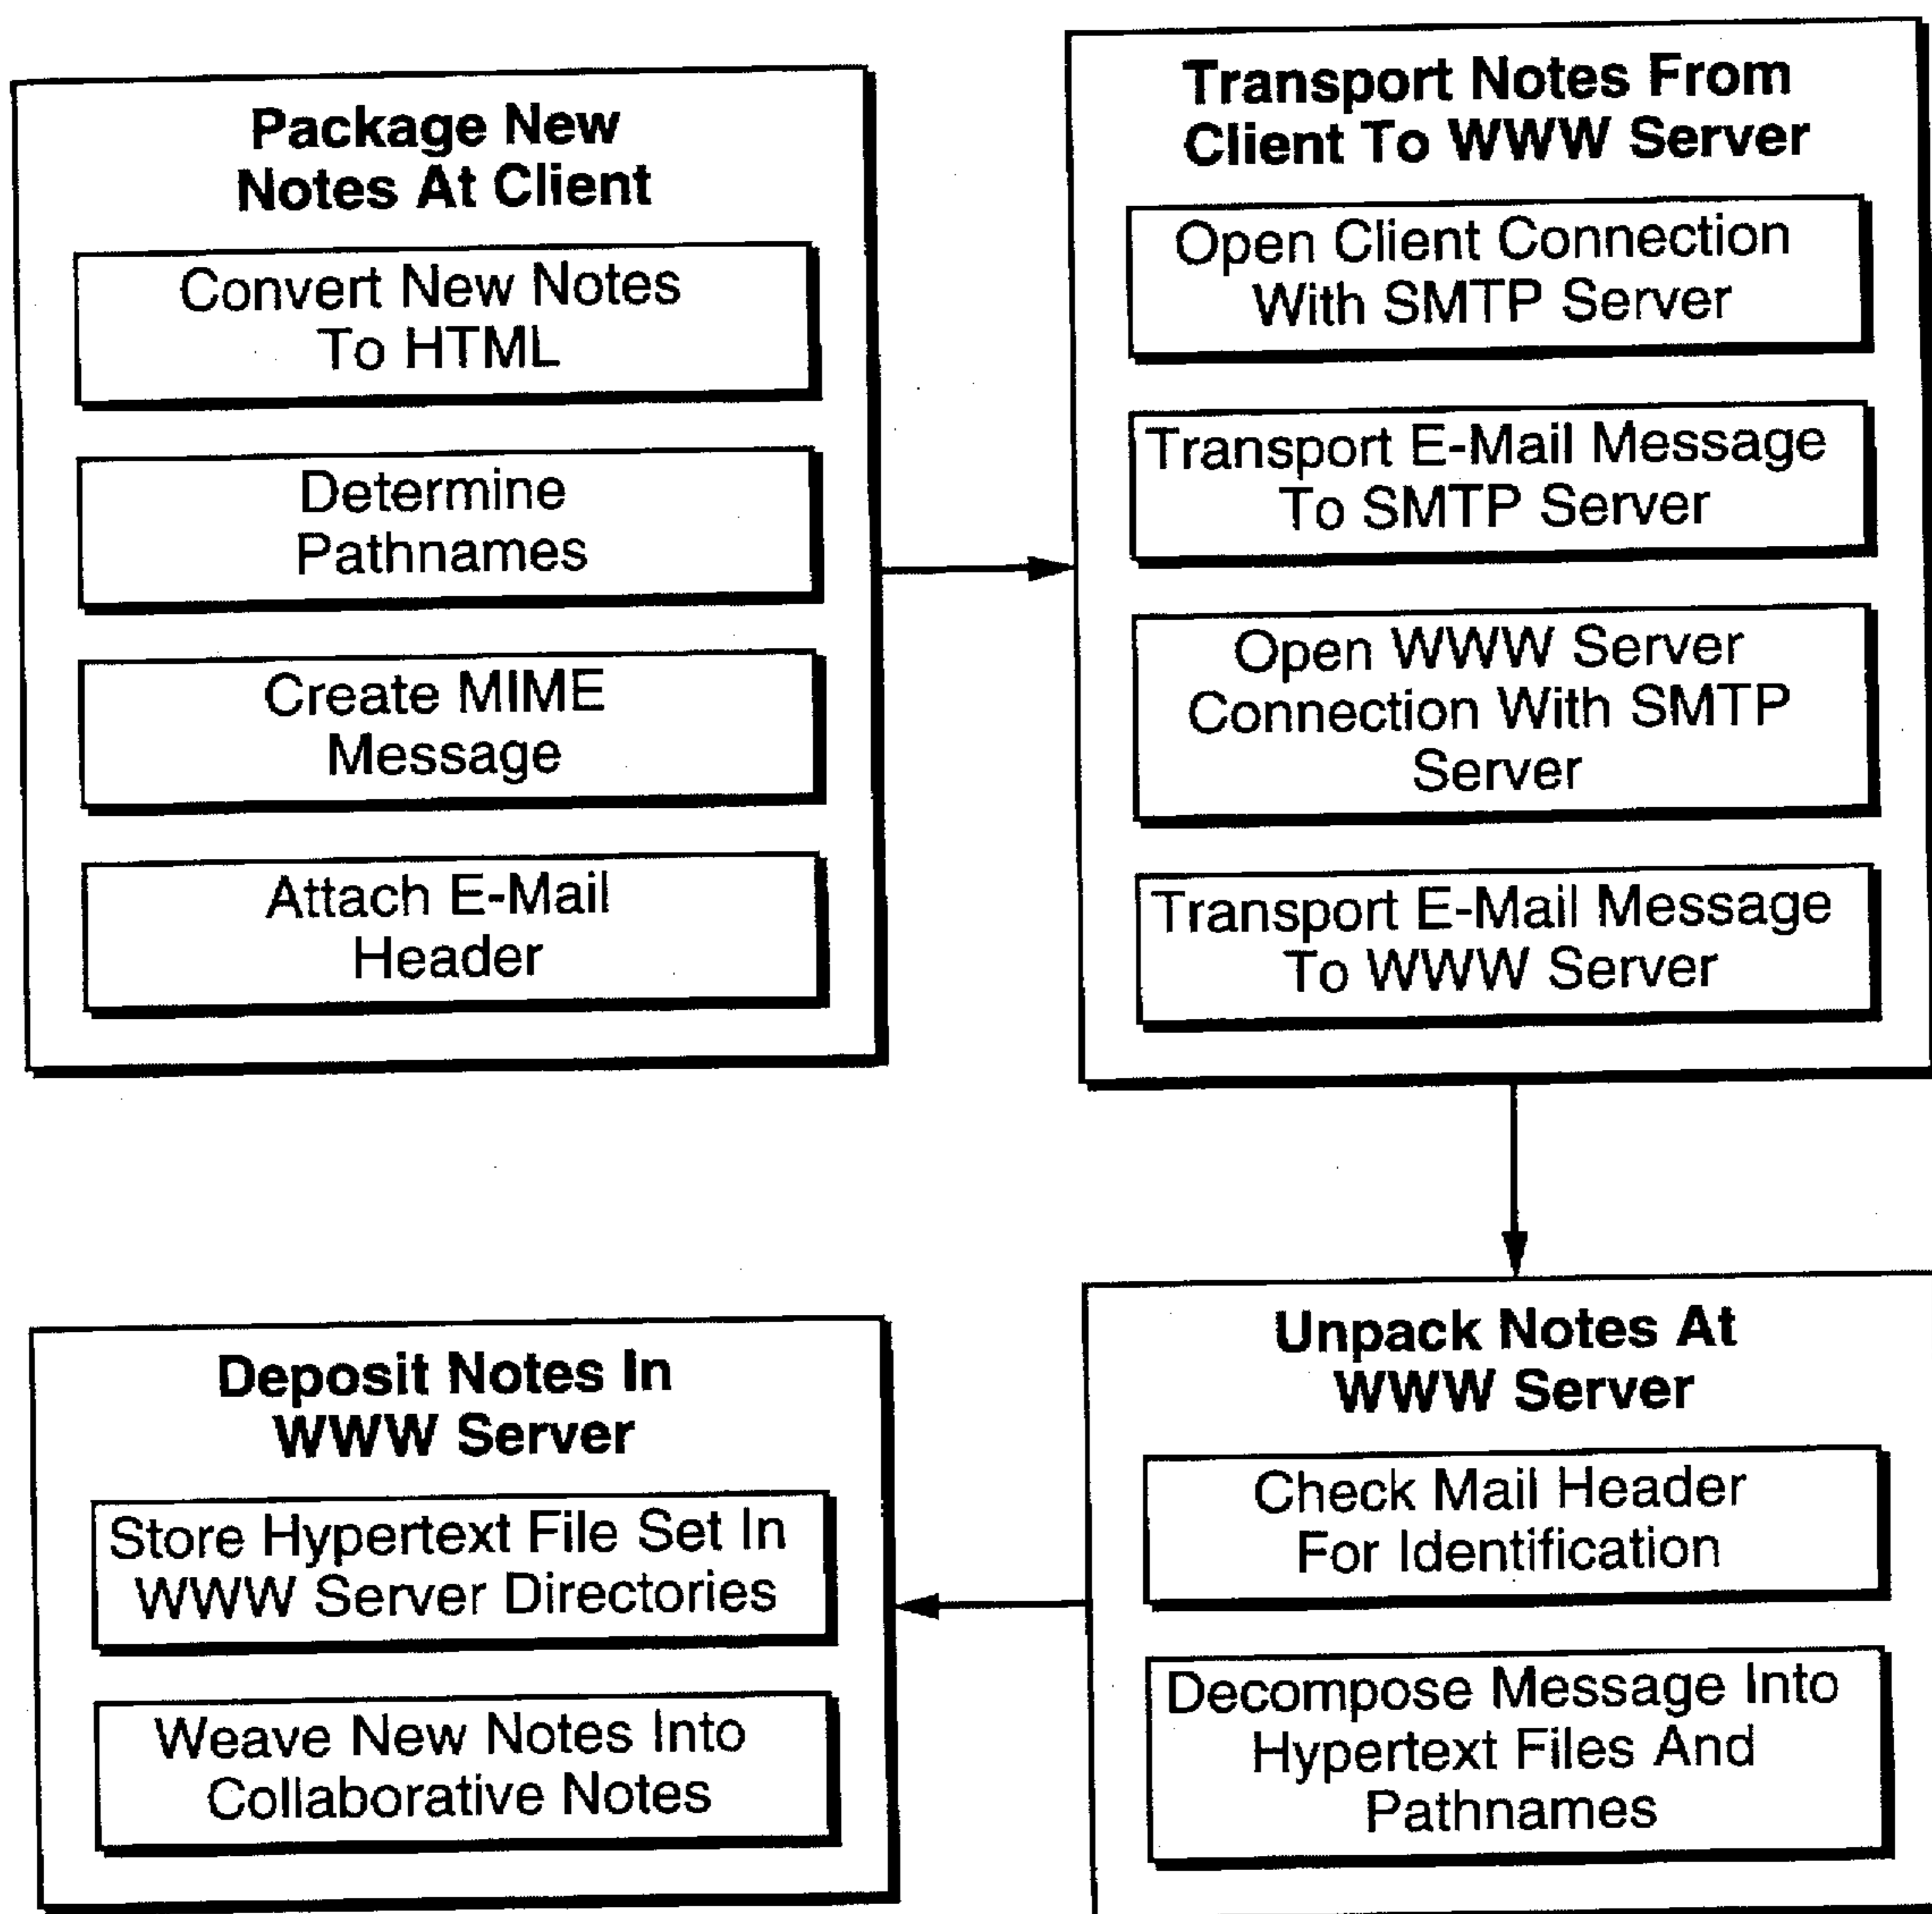 Package New
Notes At Client
Convert New Notes
To HTML
Determine
Pathnames
Create MIME
Message
Attach E-Mail
Header
Transport Notes From
Client To WWW Server
Open Client Connection
With SMTP Server
Transport E-Mail Message
To SMTP Server
Open WWW Server
Connection With SMTP
Server
Transport E-Mail Message
To WWW Server
Unpack Notes At
WWW Server
Check Mail Header
For Identification
Decompose Message Into
Hypertext Files And
Pathnames
Deposit Notes In
WWW Server
Store Hypertext File Set In
WWW Server Directories
Weave New Notes Into
Collaborative Notes